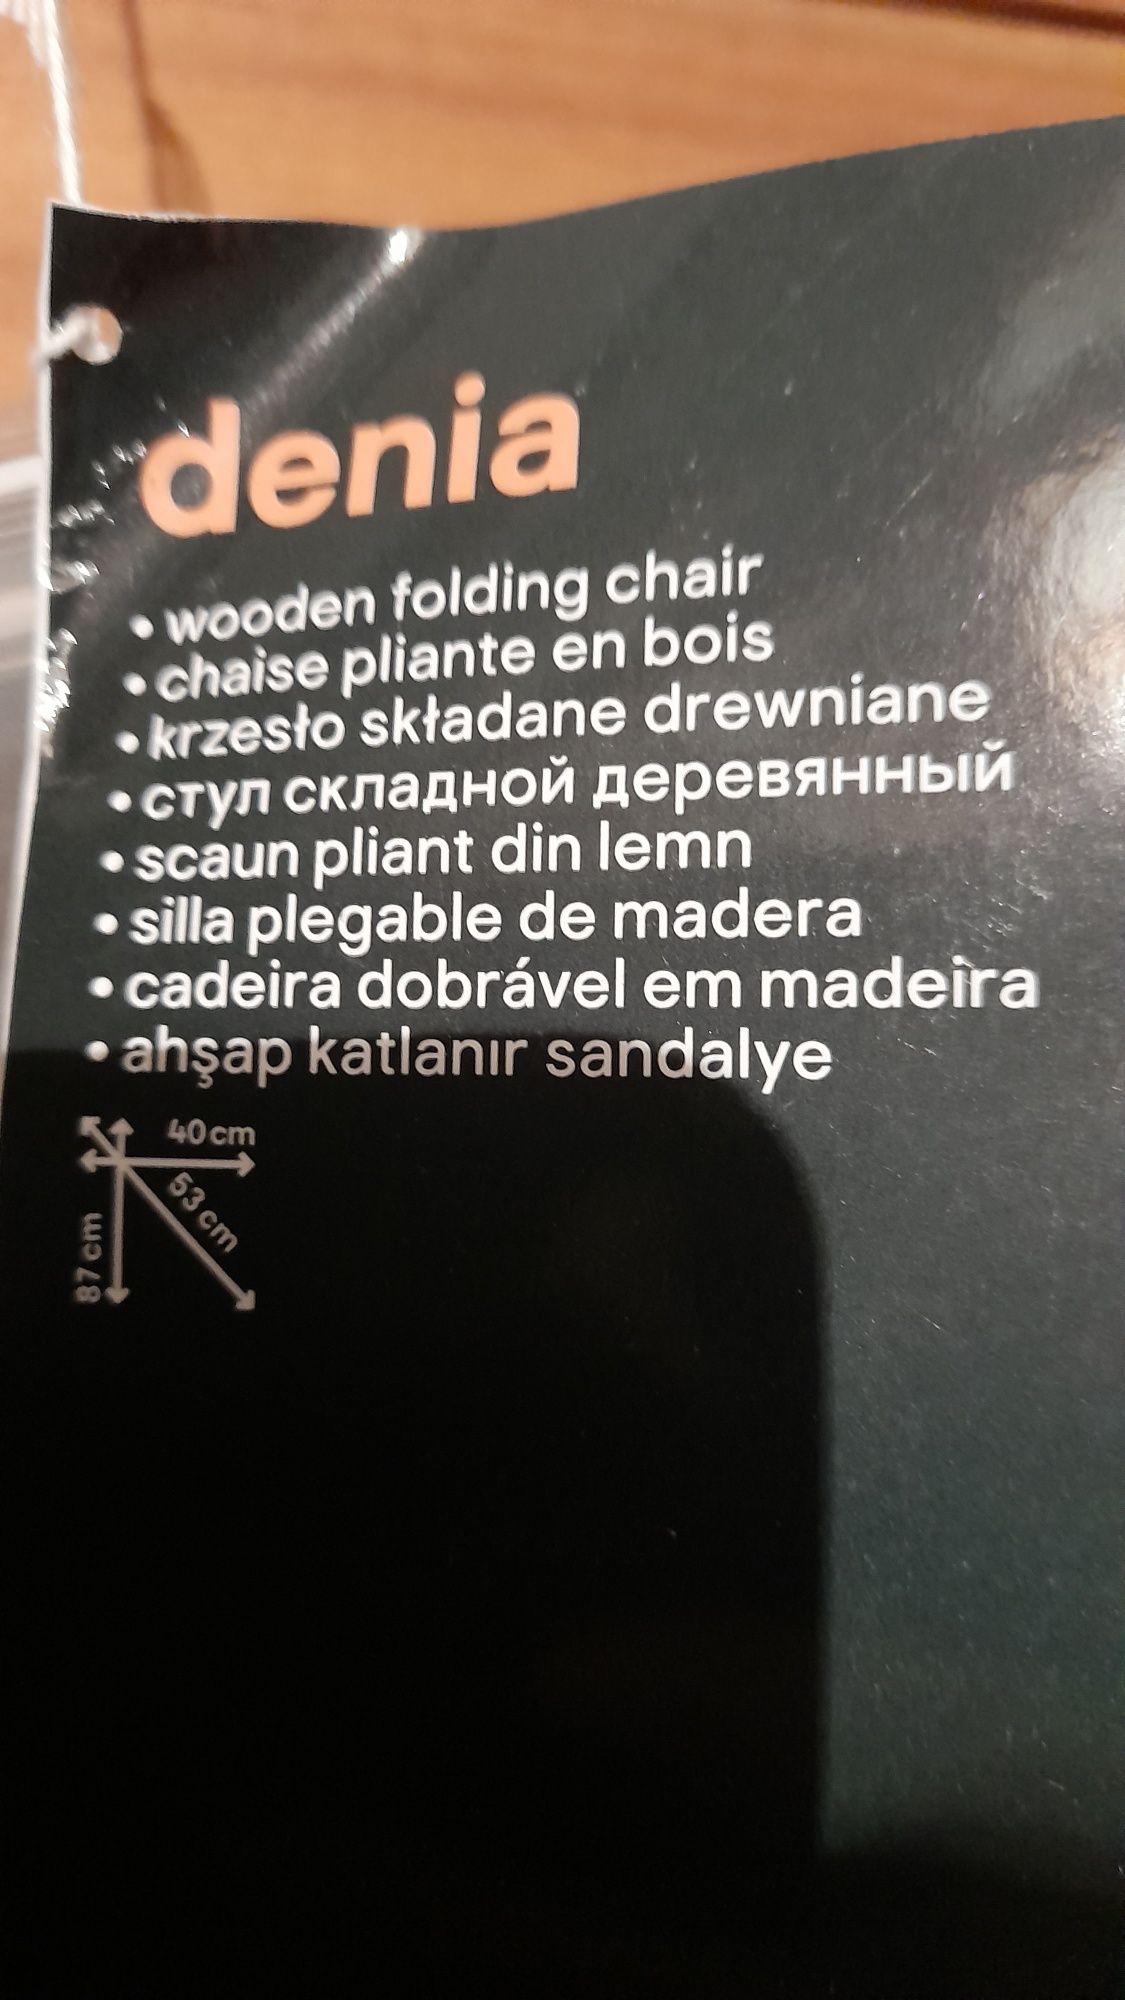 denia
• wooden folding chair
• chaise pliante en bois
• krzesło składane drewniane
• стул складной деревянный
• scaun pliant din lemn
• silla plegable de madera
• cadeira dobrável em madeira
• ahşap katlanır sandalye
40 cm
53 cm
87 cm